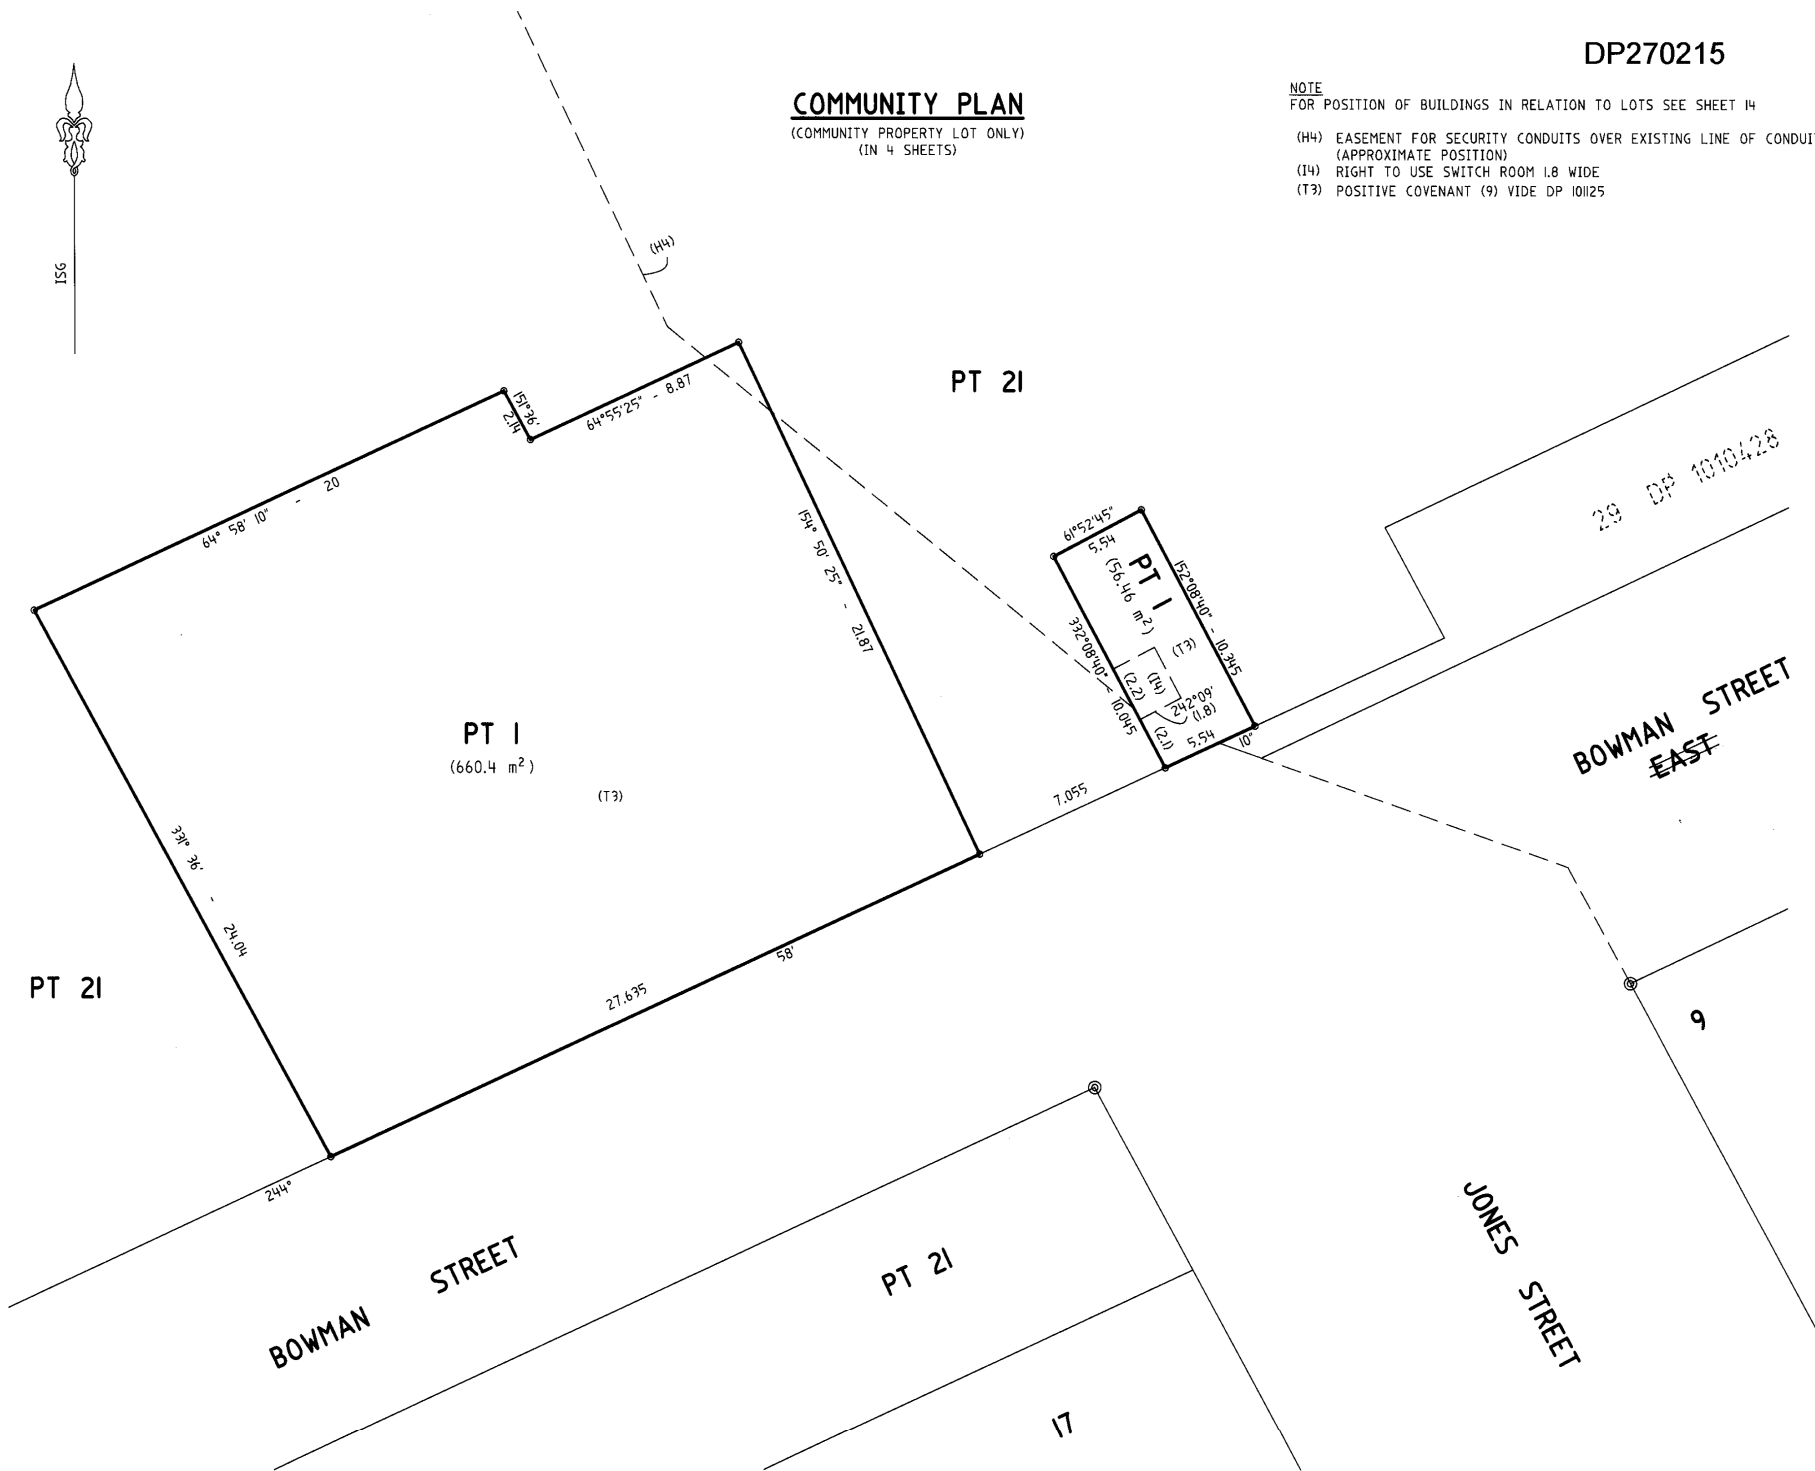 DP270215
COMMUNITY PLAN
(COMMUNITY PROPERTY LOT ONLY)
(IN 4 SHEETS)
NOTE
FOR POSITION OF BUILDINGS IN RELATION TO LOTS SEE SHEET 14
(H4) EASEMENT FOR SECURITY CONDUITS OVER EXISTING LINE OF CONDUI
(APPROXIMATE POSITION)
(I4) RIGHT TO USE SWITCH ROOM 1.8 WIDE
(T3) POSITIVE COVENANT (9) VIDE DP 101125
ISG
(H4)
PT 21
64° 58' 10" - 20
151°36'
2.14
64°55'25" - 8.87
154° 50' 25" - 21.87
61°52'45"
5.54
PT 1
(56.46 m²)
152°08'40" - 10.345
332°08'40"
10.045
(T3)
(I4)
(2.2)
242°09'
(1.8)
(2.1)
5.54
10"
29 DP 1010428
BOWMAN STREET
EAST
PT 1
(660.4 m²)
(T3)
7.055
331° 36' - 24.04
58'
27.635
PT 21
9
244°
BOWMAN STREET
PT 21
JONES STREET
17